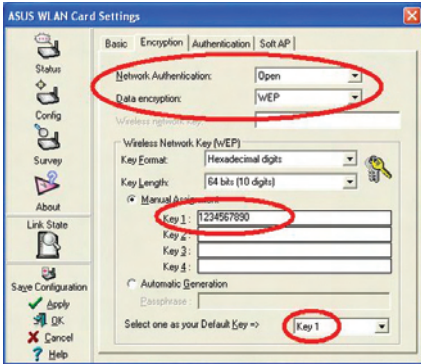 ASUS WLAN Card Settings
Basic Encryption Authentication Soft AP
Status
Config
Survey
About
Link State
Save Configuration
Apply
OK
Cancel
Help
Network Authentication: Open
Data encryption: WEP
Wireless network key:
Wireless Network Key (WEP)
Key Format: Hexadecimal digits
Key Length: 64 bits (10 digits)
Manual Assignment
Key 1 : 1234567890
Key 2 :
Key 3 :
Key 4 :
Automatic Generation
Passphrase :
Select one as your Default Key => Key 1